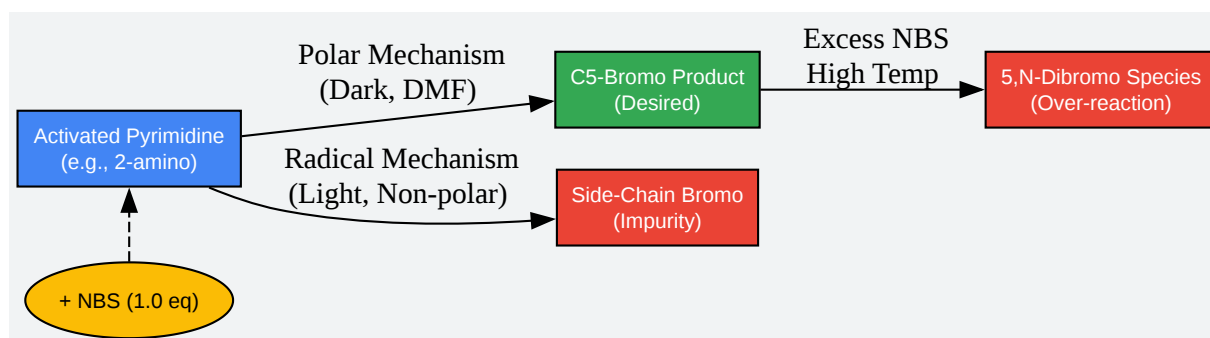 Polar Mechanism
(Dark, DMF)
Excess NBS
High Temp
C5-Bromo Product
(Desired)
5,N-Dibromo Species
(Over-reaction)
Activated Pyrimidine
(e.g., 2-amino)
Radical Mechanism
(Light, Non-polar)
Side-Chain Bromo
(Impurity)
+ NBS (1.0 eq)